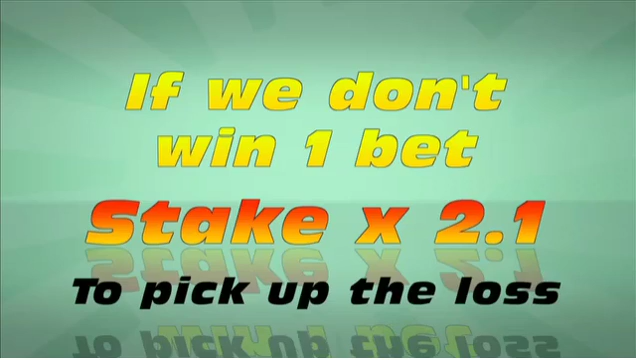 If we don't
win 1 bet
Stake x 2.1
To pick up the loss